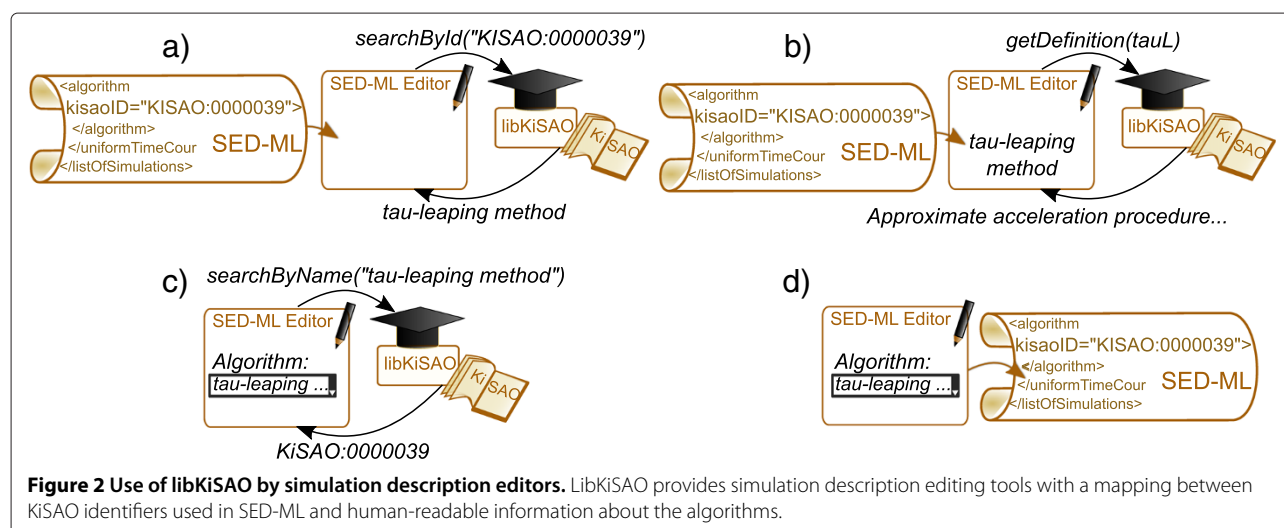 a)
searchById("KISAO:0000039")
<algorithm
kisaoID="KISAO:0000039">
</algorithm>
</uniformTimeCour
</listOfSimulations>
SED-ML
SED-ML Editor
libKiSAO
Ki SAO
tau-leaping method
b)
getDefinition(tauL)
<algorithm
kisaoID="KISAO:0000039">
</algorithm>
</uniformTimeCour
</listOfSimulations>
SED-ML
SED-ML Editor
tau-leaping
method
libKiSAO
Ki SAO
Approximate acceleration procedure...
c)
searchByName("tau-leaping method")
SED-ML Editor
Algorithm:
tau-leaping ...
libKiSAO
Ki SAO
KiSAO:0000039
d)
SED-ML Editor
Algorithm:
tau-leaping ...
<algorithm
kisaoID="KISAO:0000039">
</algorithm>
</uniformTimeCour
</listOfSimulations>
SED-ML
Figure 2 Use of libKiSAO by simulation description editors. LibKiSAO provides simulation description editing tools with a mapping between
KiSAO identifiers used in SED-ML and human-readable information about the algorithms.